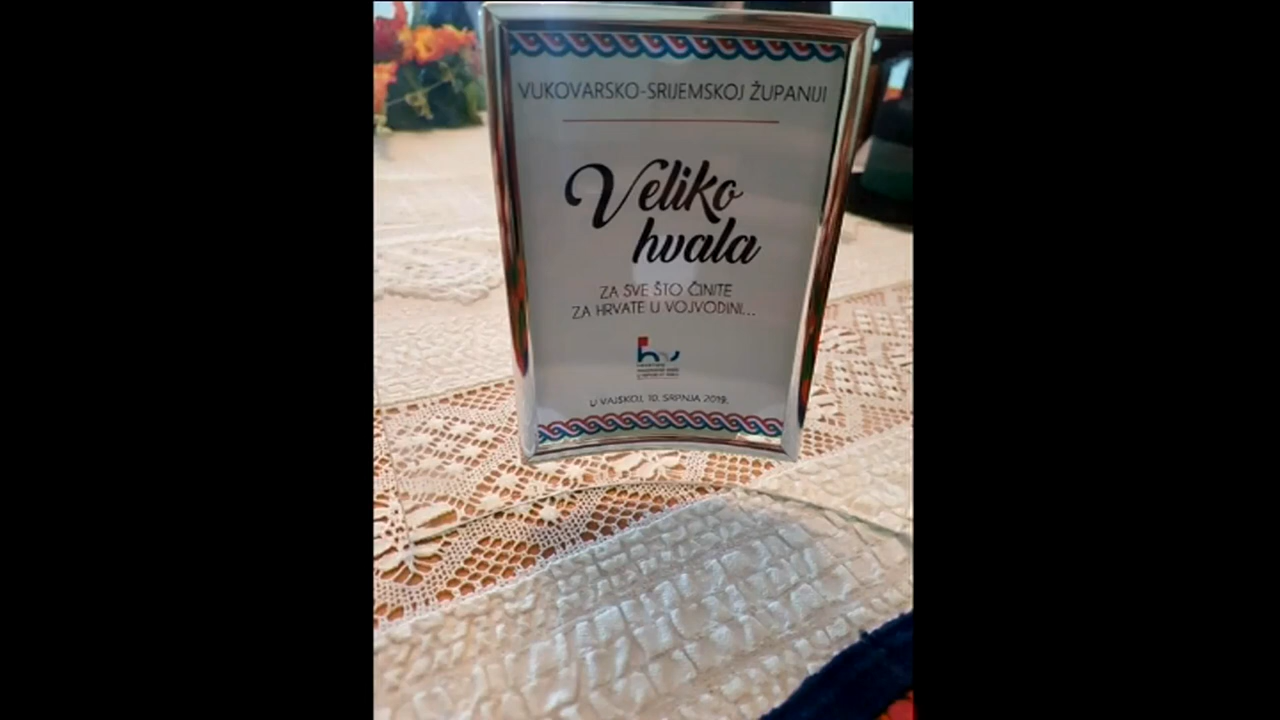 VUKOVARSKO-SRIJEMSKOJ ŽUPANIJI
Veliko
hvala
ZA SVE ŠTO ČINITE
ZA HRVATE U VOJVODINI...
U VAJSKOJ, 10. SRPNJA 2019.